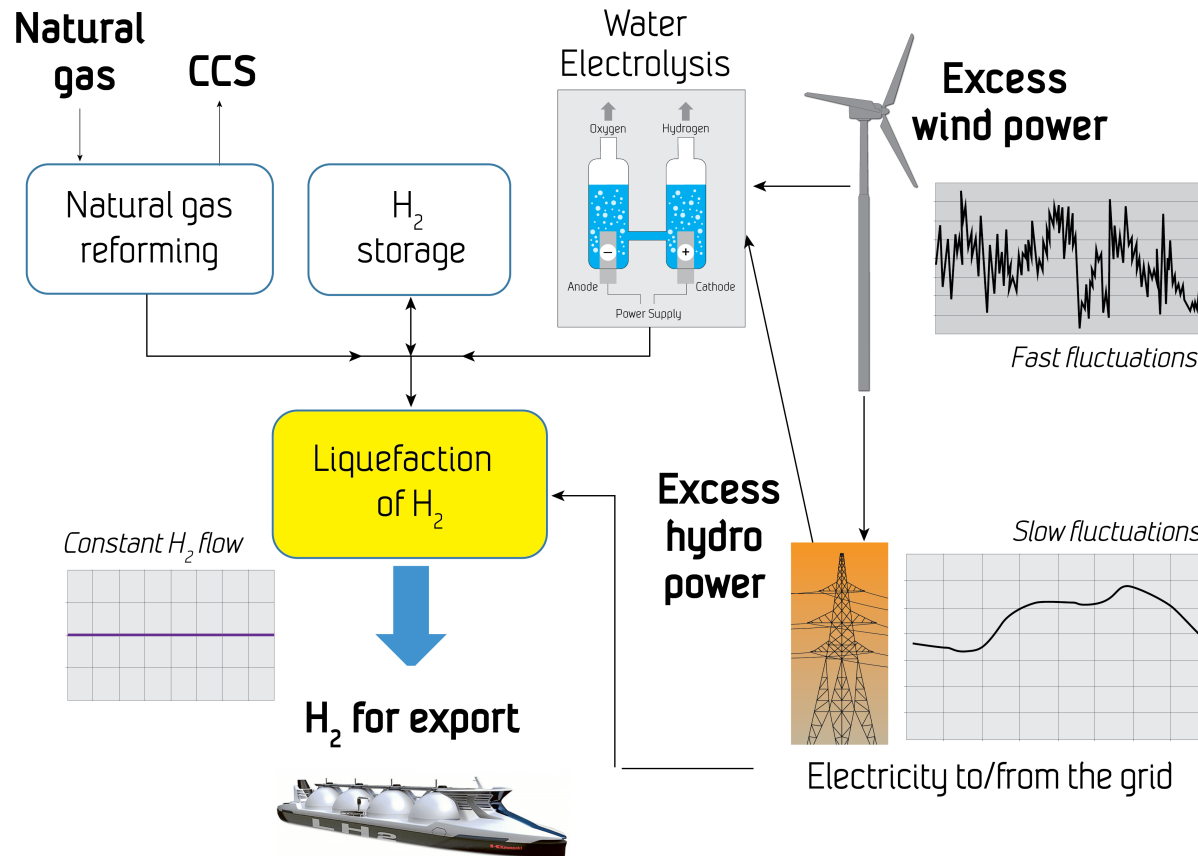 Natural
gas
CCS
Water
Electrolysis
Excess
wind power
Oxygen
Hydrogen
Natural gas
reforming
H₂
storage
−
+
Anode
Cathode
Power Supply
Fast fluctuations
Liquefaction
of H₂
Excess
hydro
power
Slow fluctuations
Constant H₂ flow
H₂ for export
Electricity to/from the grid
LH₂
Kawasaki